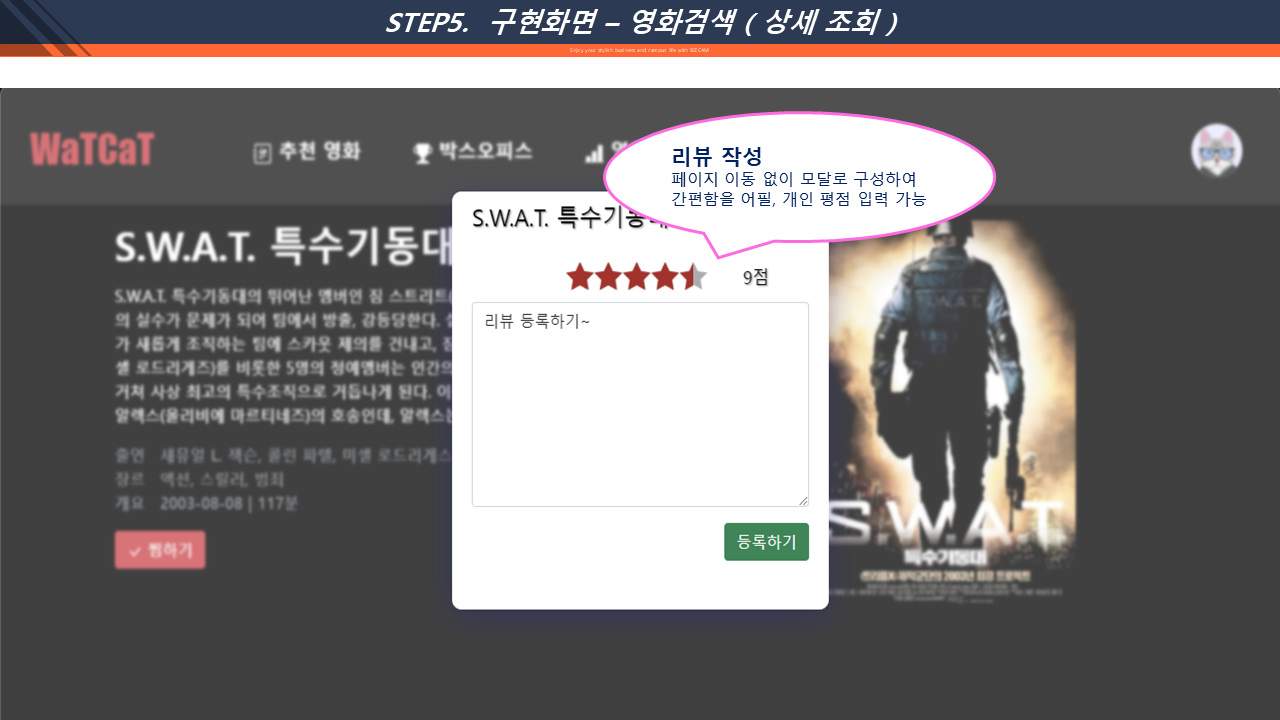 STEP5. 구현화면 – 영화검색 ( 상세 조회 )
Enjoy your stylish business and campus life with BIZCAM
WaTCaT
추천 영화
박스오피스
리뷰 작성
페이지 이동 없이 모달로 구성하여
간편함을 어필, 개인 평점 입력 가능
S.W.A.T. 특수기동대
S.W.A.T. 특수기동대
9점
리뷰 등록하기~
등록하기
S.W.A.T. 특수기동대의 뛰어난 멤버인 짐 스트리트(
의 실수가 문제가 되어 팀에서 방출, 강등당한다.
가 새롭게 조직하는 팀에 스카웃 제의를 건내고,
셸 로드리게즈)를 비롯한 5명의 정예멤버는 인간의
거쳐 사상 최고의 특수조직으로 거듭나게 된다. 이
알렉스(올리비에 마르티네즈)의 호송인데, 알렉스는
출연 새뮤얼 L. 잭슨, 콜린 파렐, 미셸 로드리게스
장르 액션, 스릴러, 범죄
개요 2003-08-08 | 117분
찜하기
S.W.A.T.
SWAT
특수기동대